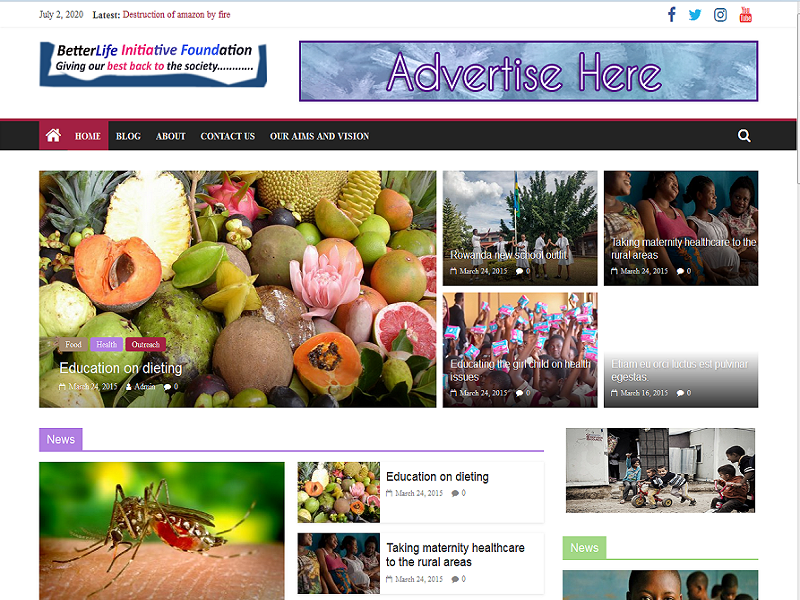 July 2, 2020 Latest: Destruction of amazon by fire
You Tube
BetterLife Initiative Foundation
Giving our best back to the society............
Advertise Here
HOME BLOG ABOUT CONTACT US OUR AIMS AND VISION
Food Health Outreach
Education on dieting
March 24, 2015 Admin 0
Rowanda new school outfit
March 24, 2015 0
Taking maternity healthcare to the
rural areas
March 24, 2015 0
Educating the girl child on health
issues
March 24, 2015 0
Etiam eu orci luctus est pulvinar
egestas
March 16, 2015 0
News
Education on dieting
March 24, 2015 0
Taking maternity healthcare
to the rural areas
March 24, 2015 0
News